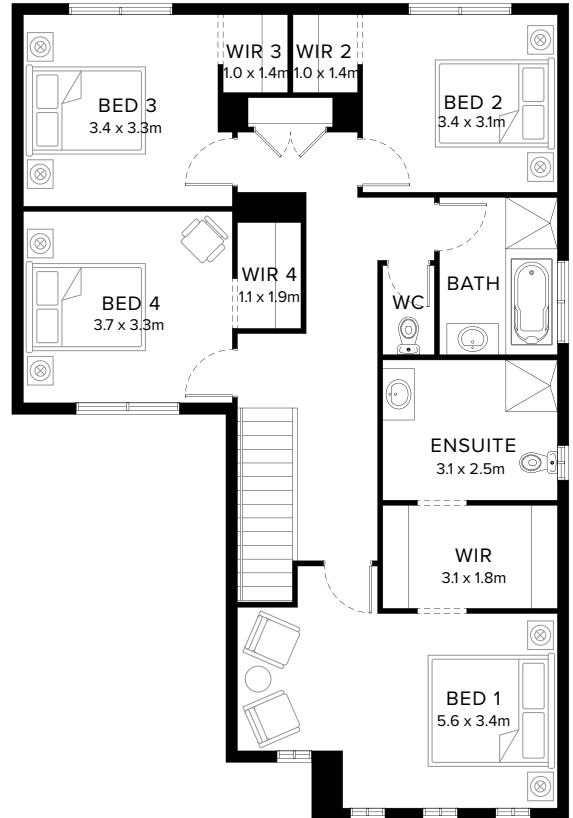 WIR 3
1.0 x 1.4m
WIR 2
1.0 x 1.4m
BED 3
3.4 x 3.3m
BED 2
3.4 x 3.1m
WIR 4
1.1 x 1.9m
BED 4
3.7 x 3.3m
WC
BATH
ENSUITE
3.1 x 2.5m
WIR
3.1 x 1.8m
BED 1
5.6 x 3.4m